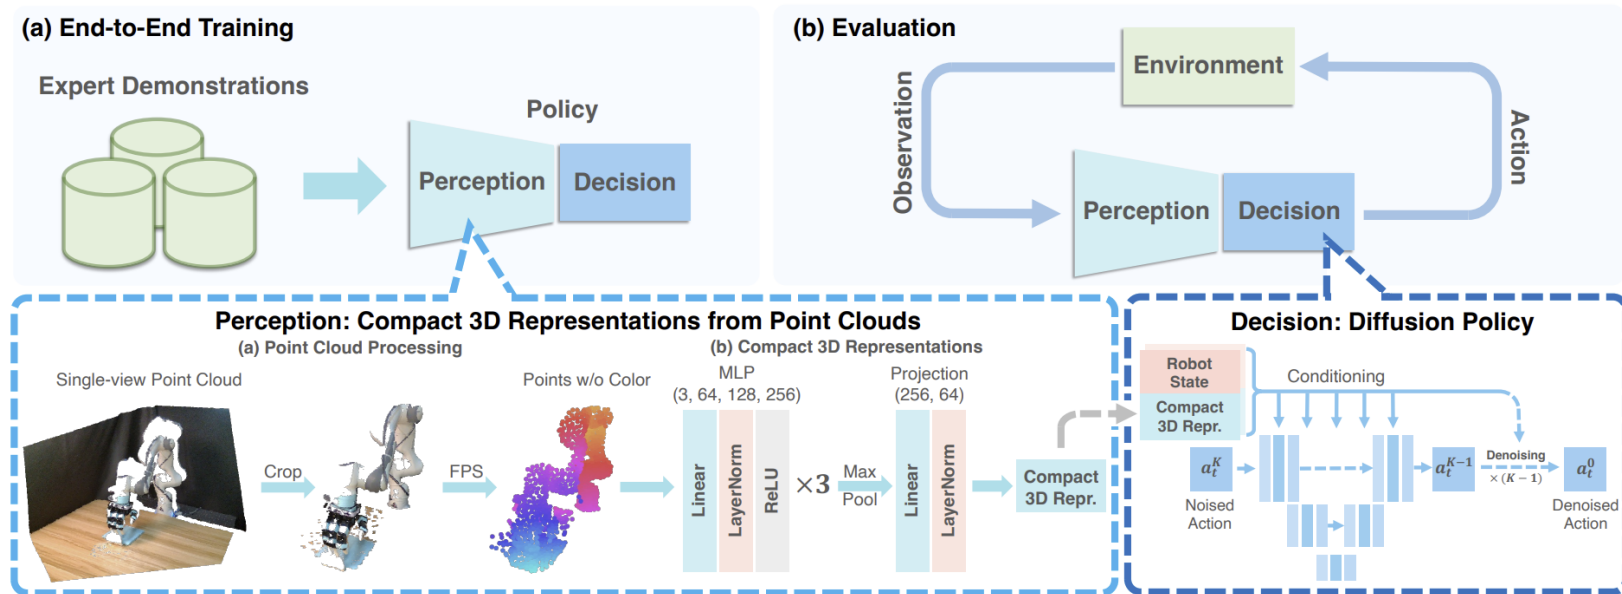 (a) End-to-End Training
Expert Demonstrations
Policy
Perception
Decision
(b) Evaluation
Environment
Observation
Action
Perception
Decision
Perception: Compact 3D Representations from Point Clouds
(a) Point Cloud Processing
(b) Compact 3D Representations
Single-view Point Cloud
Crop
FPS
Points w/o Color
MLP
(3, 64, 128, 256)
Linear
LayerNorm
ReLU
×3
Max
Pool
Projection
(256, 64)
Linear
LayerNorm
Compact
3D Repr.
Decision: Diffusion Policy
Robot
State
Compact
3D Repr.
Conditioning
a_t^K
Noised
Action
a_t^{K-1}
Denoising
×(K−1)
a_t^0
Denoised
Action